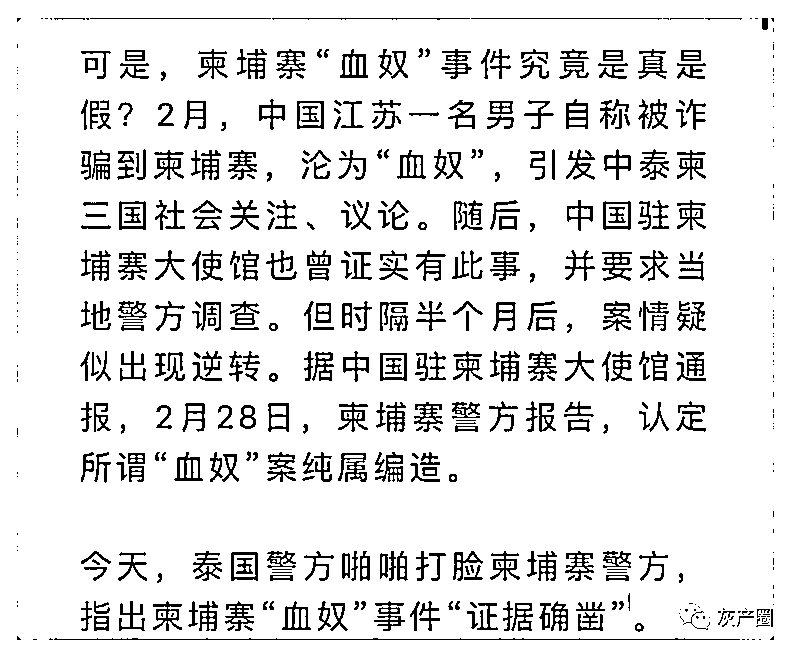 可是，柬埔寨“血奴”事件究竟是真是
假？2月，中国江苏一名男子自称被诈
骗到柬埔寨，沦为“血奴”，引发中泰柬
三国社会关注、议论。随后，中国驻柬
埔寨大使馆也曾证实有此事，并要求当
地警方调查。但时隔半个月后，案情疑
似出现逆转。据中国驻柬埔寨大使馆通
报，2月28日，柬埔寨警方报告，认定
所谓“血奴”案纯属编造。
今天，泰国警方啪啪打脸柬埔寨警方，
指出柬埔寨“血奴”事件“证据确凿”。
灰产圈